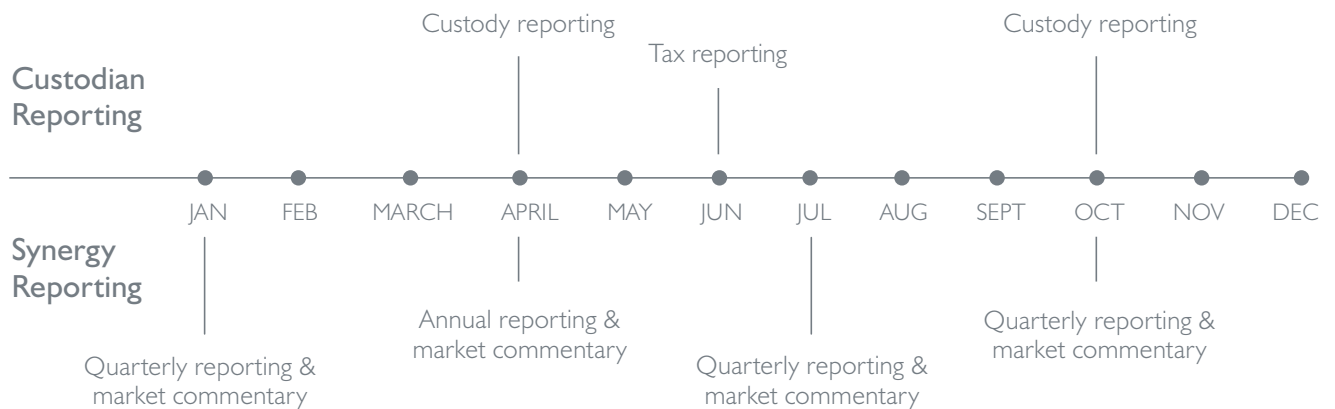 Custody reporting
Custody reporting
Tax reporting
Custodian
Reporting
JAN FEB MARCH APRIL MAY JUN JUL AUG SEPT OCT NOV DEC
Synergy
Reporting
Annual reporting &
market commentary
Quarterly reporting &
market commentary
Quarterly reporting &
market commentary
Quarterly reporting &
market commentary